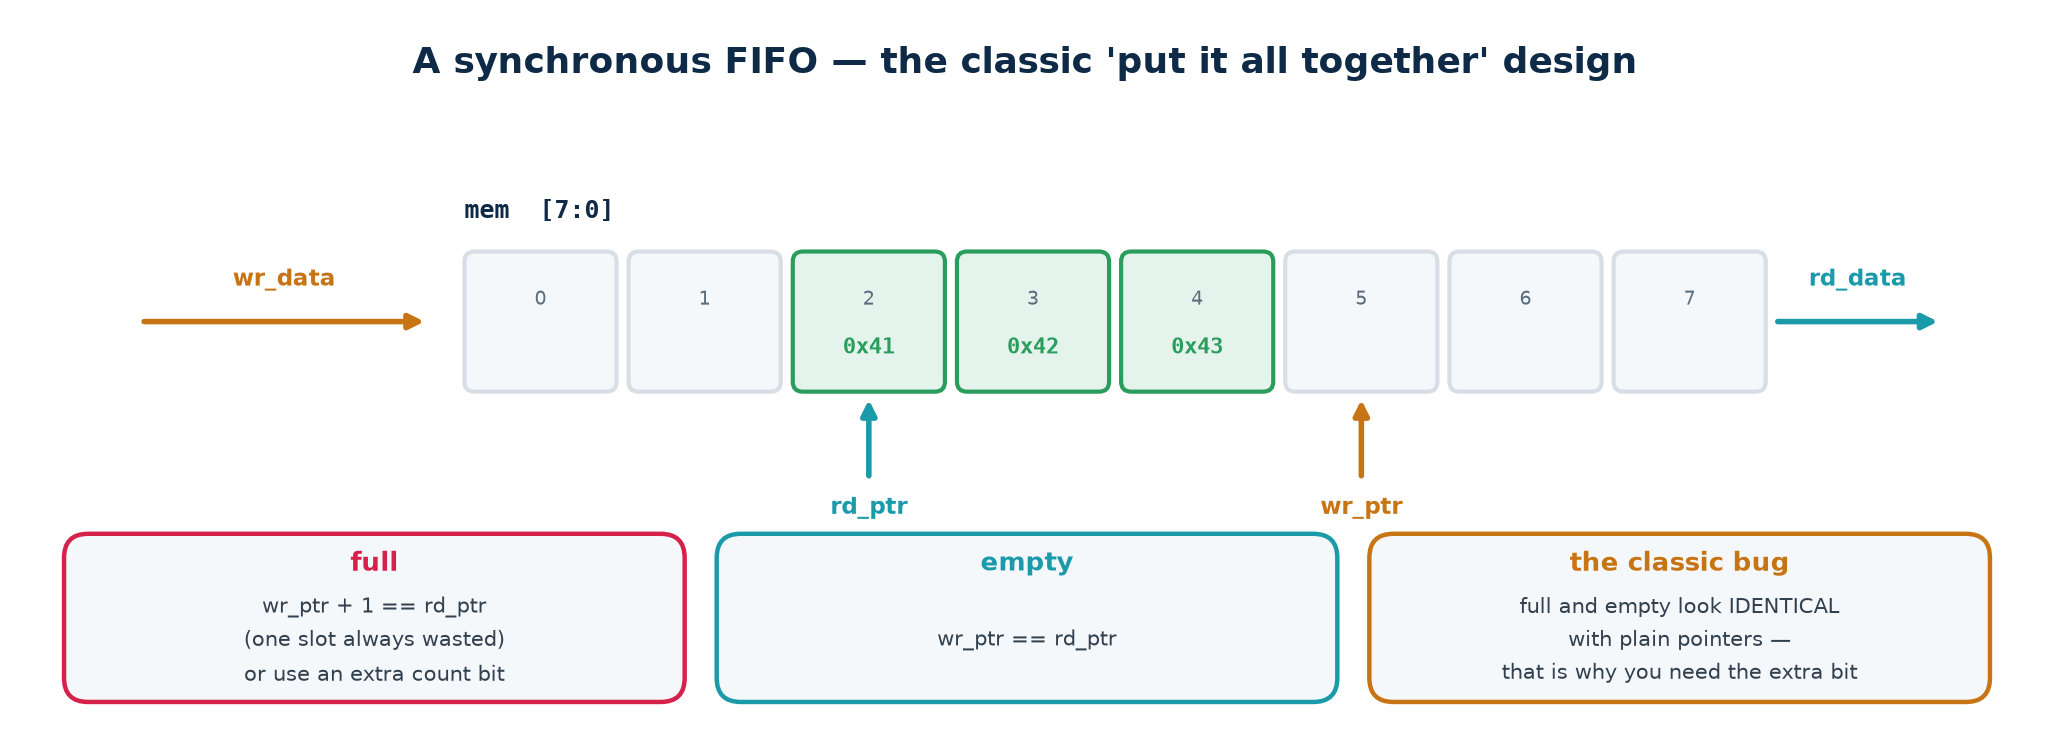 A synchronous FIFO — the classic 'put it all together' design
mem  [7:0]
wr_data
0
1
2
3
4
5
6
7
rd_data
0x41
0x42
0x43
rd_ptr
wr_ptr
full
wr_ptr + 1 == rd_ptr
(one slot always wasted)
or use an extra count bit
empty
wr_ptr == rd_ptr
the classic bug
full and empty look IDENTICAL
with plain pointers —
that is why you need the extra bit